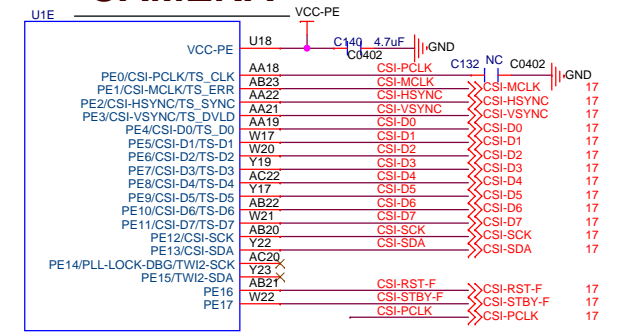 U1E VCC-PE
VCC-PE U18 C140 4.7uF C0402 GND
C132 NC C0402 GND
PE0/CSI-PCLK/TS_CLK AA18 CSI-PCLK
PE1/CSI-MCLK/TS_ERR AB23 CSI-MCLK CSI-MCLK 17
PE2/CSI-HSYNC/TS_SYNC AA22 CSI-HSYNC CSI-HSYNC 17
PE3/CSI-VSYNC/TS_DVLD AA21 CSI-VSYNC CSI-VSYNC 17
PE4/CSI-D0/TS_D0 AA19 CSI-D0 CSI-D0 17
PE5/CSI-D1/TS-D1 W17 CSI-D1 CSI-D1 17
PE6/CSI-D2/TS-D2 W20 CSI-D2 CSI-D2 17
PE7/CSI-D3/TS-D3 Y19 CSI-D3 CSI-D3 17
PE8/CSI-D4/TS-D4 AC22 CSI-D4 CSI-D4 17
PE9/CSI-D5/TS-D5 Y17 CSI-D5 CSI-D5 17
PE10/CSI-D6/TS-D6 AB22 CSI-D6 CSI-D6 17
PE11/CSI-D7/TS-D7 W21 CSI-D7 CSI-D7 17
PE12/CSI-SCK AB20 CSI-SCK CSI-SCK 17
PE13/CSI-SDA Y22 CSI-SDA CSI-SDA 17
PE14/PLL-LOCK-DBG/TWI2-SCK AC20
PE15/TWI2-SDA Y23
PE16 AB21 CSI-RST-F CSI-RST-F 17
PE17 W22 CSI-STBY-F CSI-STBY-F 17
CSI-PCLK CSI-PCLK 17